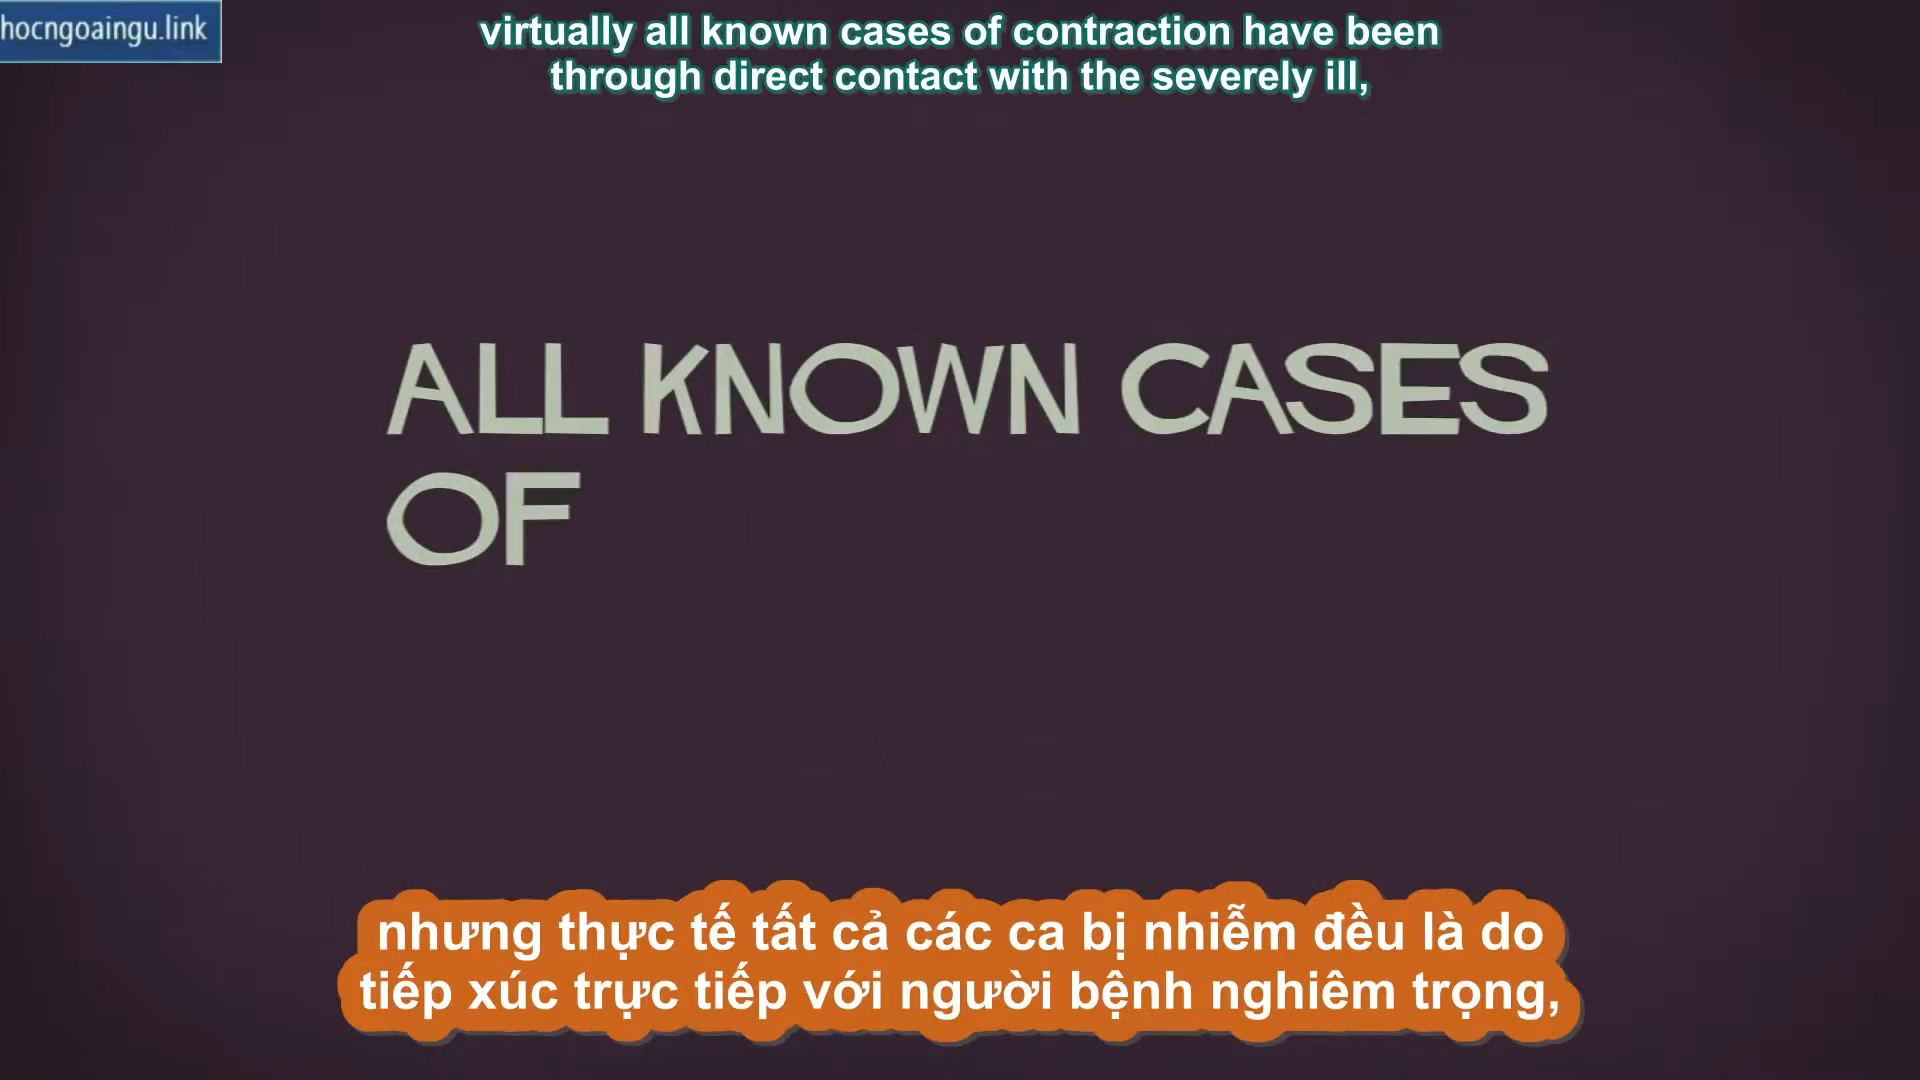 hocngoaingu.link
virtually all known cases of contraction have been
through direct contact with the severely ill,
ALL KNOWN CASES
OF
nhưng thực tế tất cả các ca bị nhiễm đều là do
tiếp xúc trực tiếp với người bệnh nghiêm trọng,